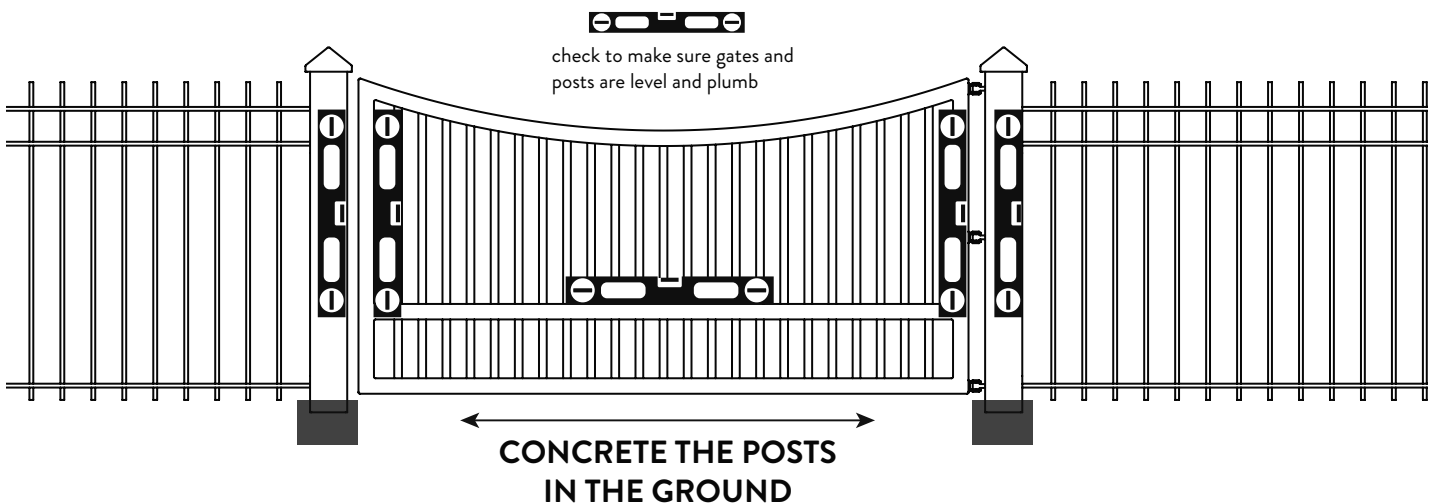 check to make sure gates and
posts are level and plumb
CONCRETE THE POSTS
IN THE GROUND